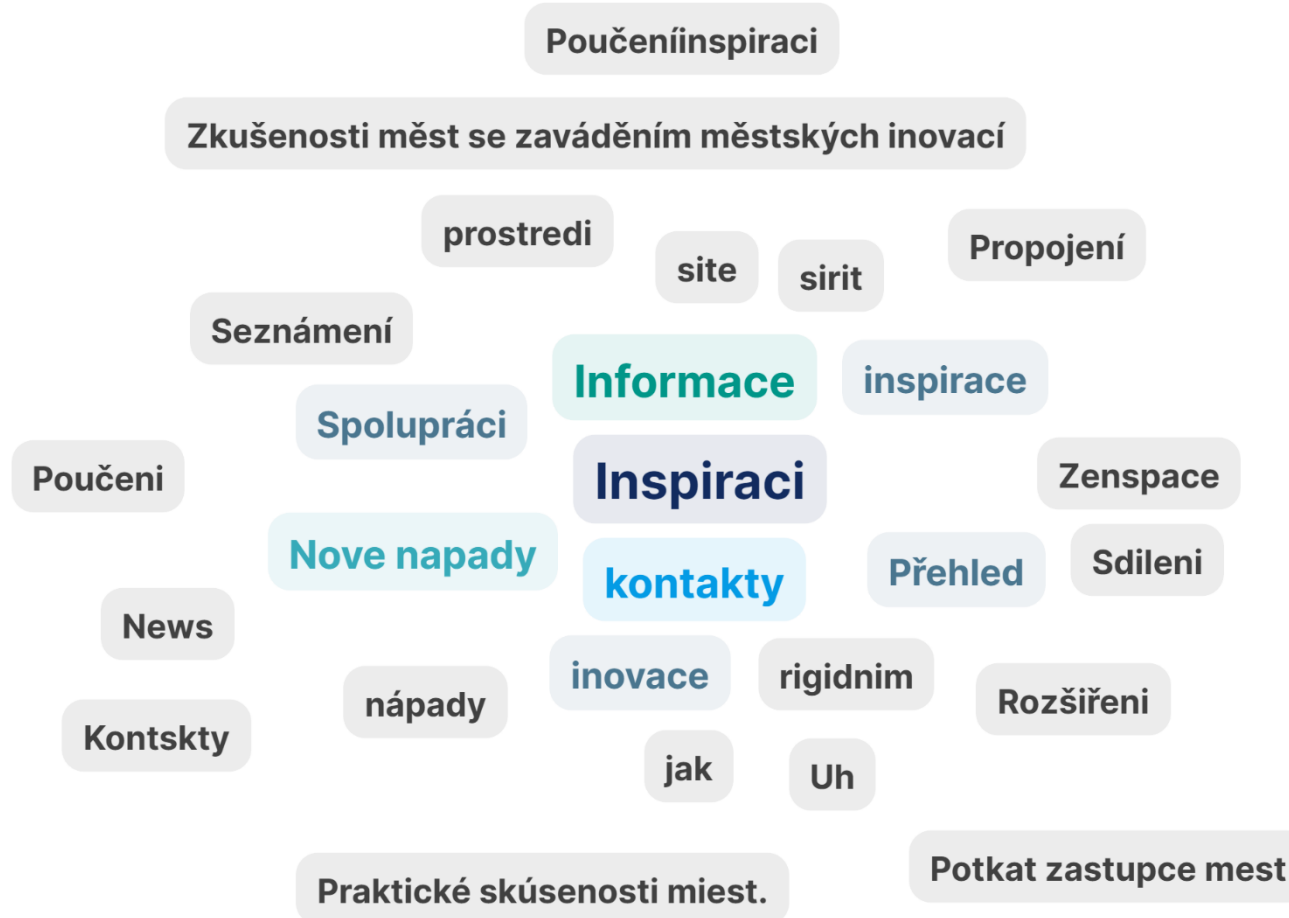 Poučeníinspiraci
Zkušenosti měst se zaváděním městských inovací
prostredi
site
sirit
Propojení
Seznámení
Informace
inspirace
Spolupráci
Inspiraci
Poučeni
Zenspace
Nove napady
kontakty
Přehled
Sdileni
News
inovace
rigidnim
nápady
Rozšiřeni
Kontskty
jak
Uh
Praktické skúsenosti miest.
Potkat zastupce mest